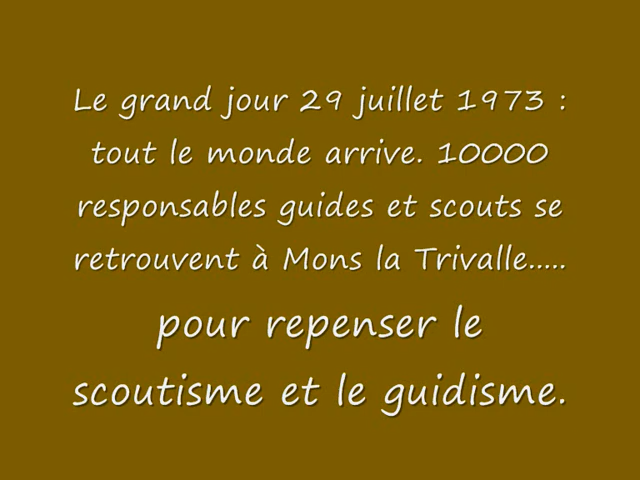 Le grand jour 29 juillet 1973 :
tout le monde arrive. 10000
responsables guides et scouts se
retrouvent à Mons la Trivalle.....
pour repenser le
scoutisme et le guidisme.